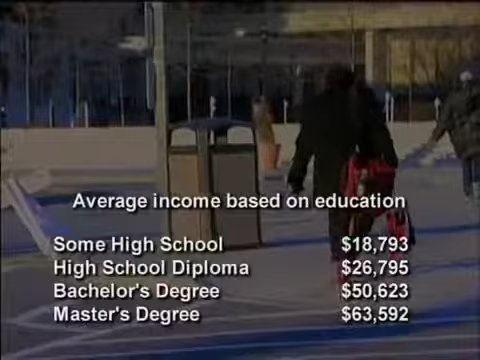 Average income based on education
Some High School $18,793
High School Diploma $26,795
Bachelor's Degree $50,623
Master's Degree $63,592